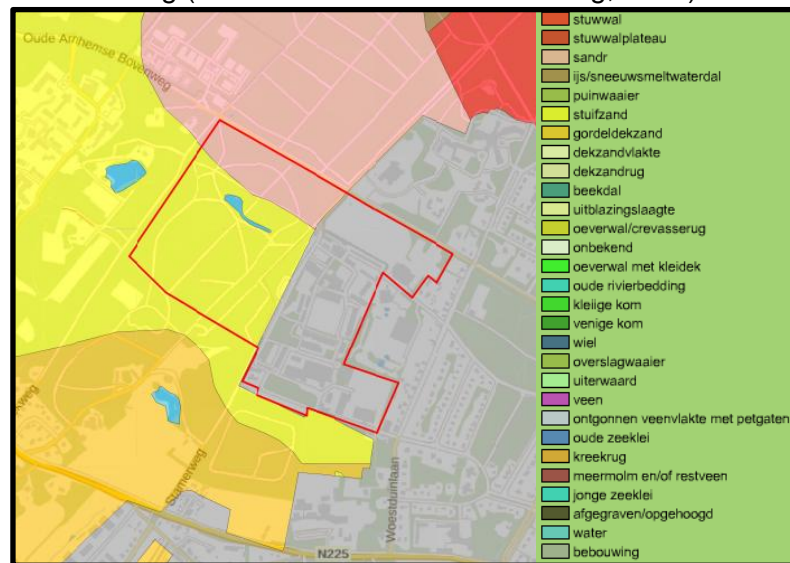 Oude Arnhemse Bovenweg
Stamerweg
Woestduinlaan
N225
stuwwal
stuwwalplateau
sandr
ijs/sneeuwsmeltwaterdal
puinwaaier
stuifzand
gordeldekzand
dekzandvlakte
dekzandrug
beekdal
uitblazingslaagte
oeverwal/crevasserug
onbekend
oeverwal met kleidek
oude rivierbedding
kleiige kom
venige kom
wiel
overslagwaaier
uiterwaard
veen
ontgonnen veenvlakte met petgaten
oude zeeklei
kreekrug
meermolm en/of restveen
jonge zeeklei
afgegraven/opgehoogd
water
bebouwing